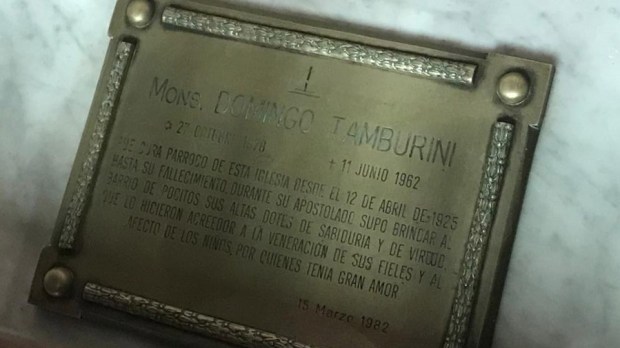 MONS. DOMINGO TAMBURINI
27 1878
+ 11 JUNIO 1962
FUE CURA PARROCO DE ESTA IGLESIA DESDE EL 12 DE ABRIL DE 1925
HASTA SU FALLECIMIENTO. DURANTE SU APOSTOLADO, SUPO BRINDAR AL
BARRIO DE POCITOS SUS ALTAS DOTES DE SABIDURIA Y DE VIRTUD,
QUE LO HICIERON ACREEDOR A LA VENERACION DE SUS FIELES Y AL
AFECTO DE LOS NIÑOS, POR QUIENES TENIA GRAN AMOR
15 Marzo 1982